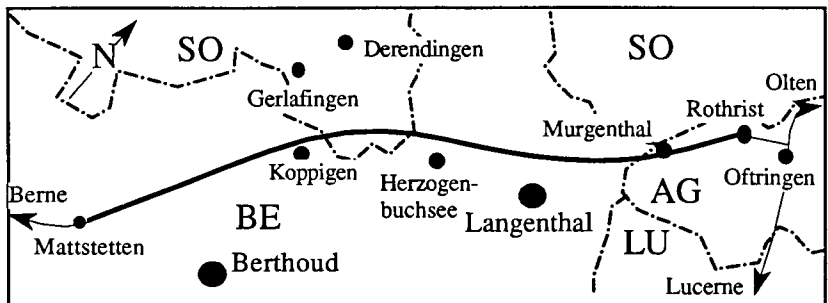 N
SO
Derendingen
SO
Gerlafingen
Olten
Rothrist
Murgenthal
Koppigen
Herzogen-
buchsee
Oftringen
Berne
AG
Mattstetten
BE
Langenthal
LU
Berthoud
Lucerne